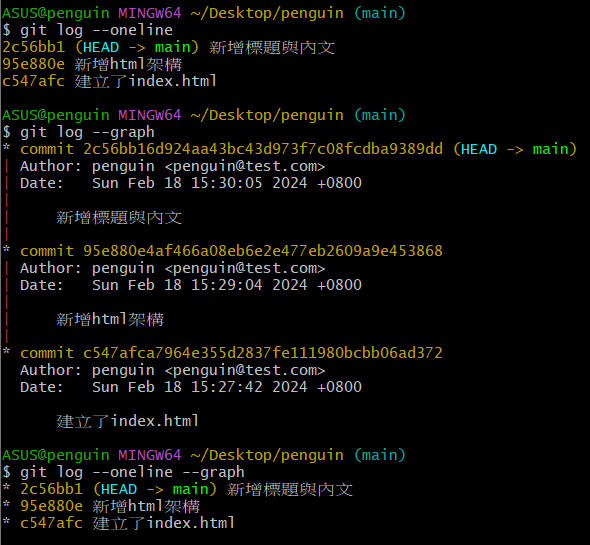 ASUS@penguin MINGW64 ~/Desktop/penguin (main)
$ git log --oneline
2c56bb1 (HEAD -> main) 新增標題與內文
95e880e 新增html架構
c547afc 建立了index.html
ASUS@penguin MINGW64 ~/Desktop/penguin (main)
$ git log --graph
* commit 2c56bb16d924aa43bc43d973f7c08fcdba9389dd (HEAD -> main)
| Author: penguin <penguin@test.com>
| Date:   Sun Feb 18 15:30:05 2024 +0800
|
|     新增標題與內文
|
* commit 95e880e4af466a08eb6e2e477eb2609a9e453868
| Author: penguin <penguin@test.com>
| Date:   Sun Feb 18 15:29:04 2024 +0800
|
|     新增html架構
|
* commit c547afca7964e355d2837fe111980bcbb06ad372
  Author: penguin <penguin@test.com>
  Date:   Sun Feb 18 15:27:42 2024 +0800
      建立了index.html
ASUS@penguin MINGW64 ~/Desktop/penguin (main)
$ git log --oneline --graph
* 2c56bb1 (HEAD -> main) 新增標題與內文
* 95e880e 新增html架構
* c547afc 建立了index.html